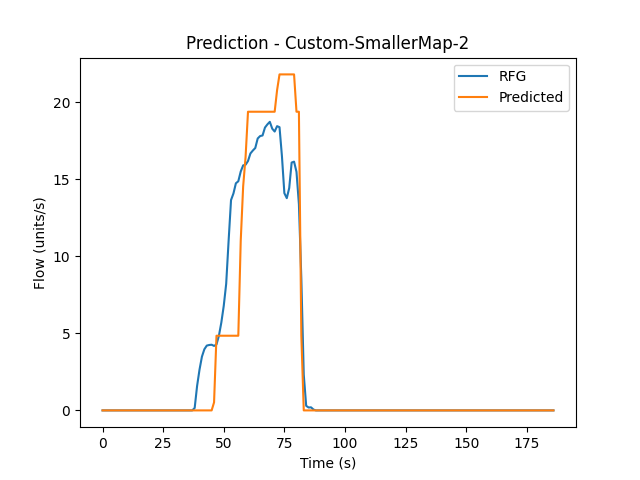 Prediction - Custom-SmallerMap-2
RFG
Predicted
Flow (units/s)
20
15
10
5
0
0 25 50 75 100 125 150 175
Time (s)